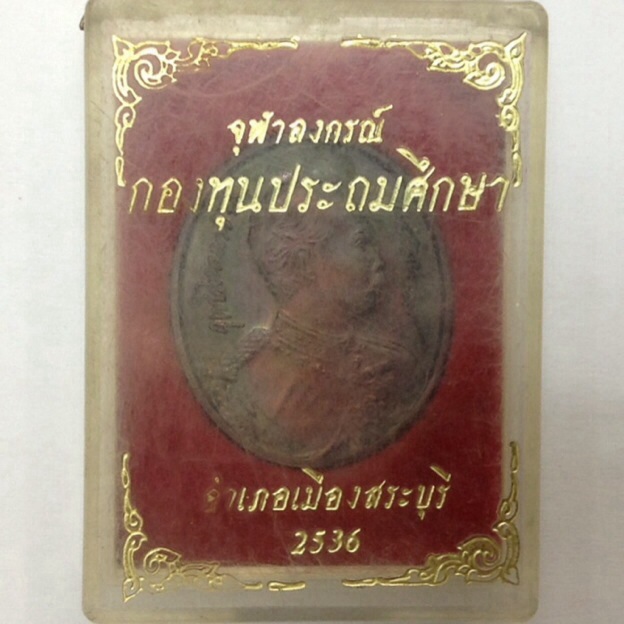 จุฬาลงกรณ์
กองทุนประถมศึกษา
อำเภอเมืองสระบุรี
2536